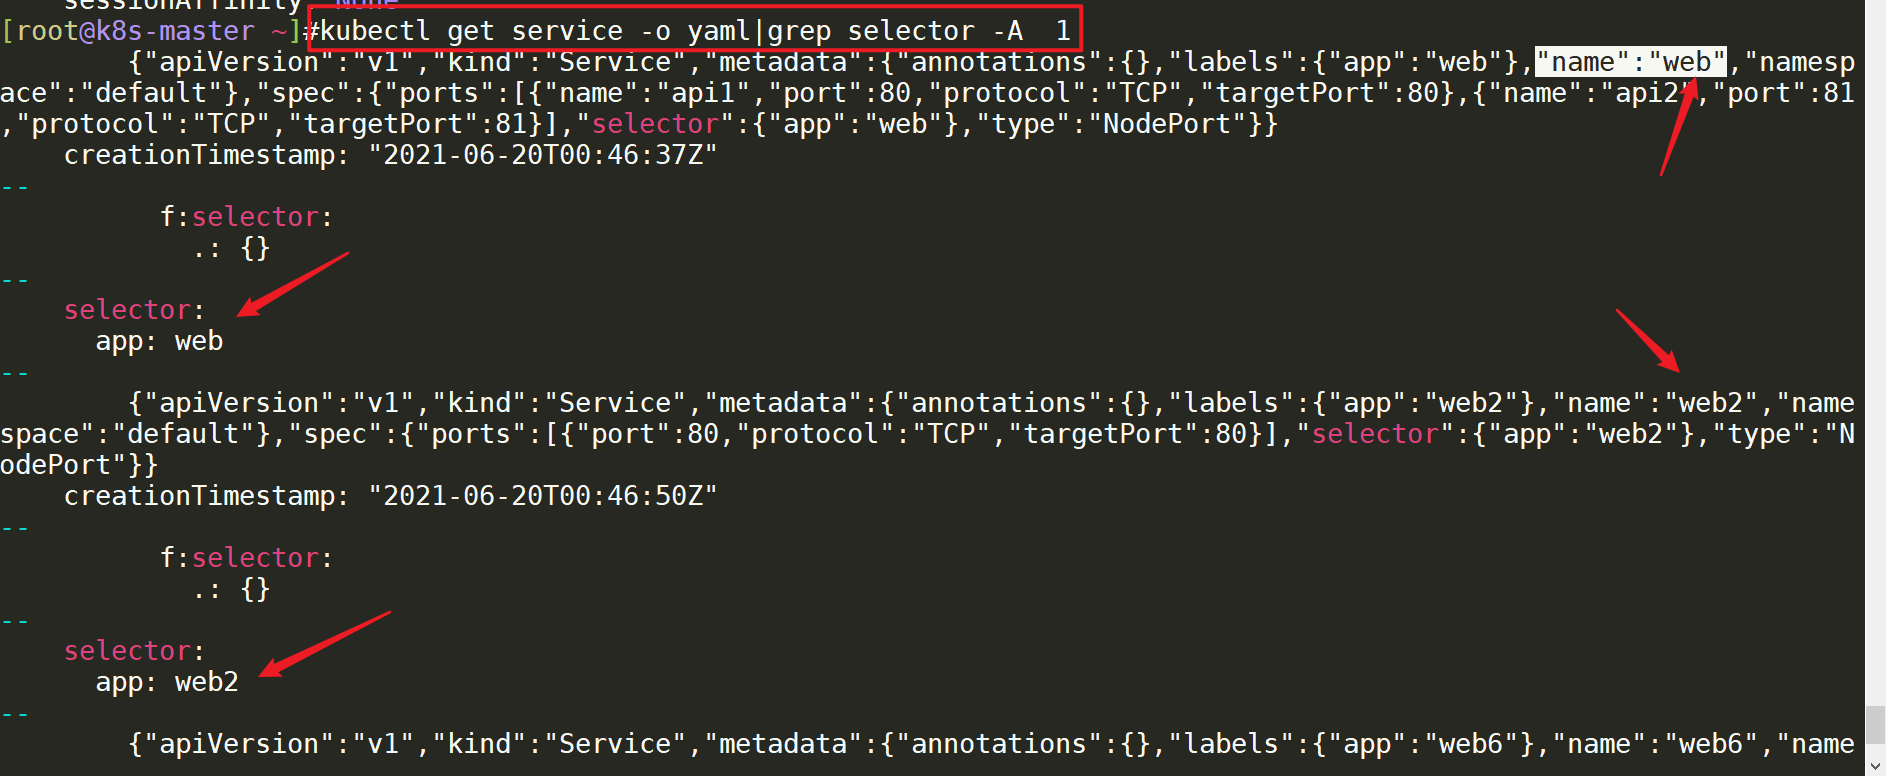 sessionAffinity: None
[root@k8s-master ~]#kubectl get service -o yaml|grep selector -A  1
        {"apiVersion":"v1","kind":"Service","metadata":{"annotations":{},"labels":{"app":"web"},"name":"web","namesp
ace":"default"},"spec":{"ports":[{"name":"api1","port":80,"protocol":"TCP","targetPort":80},{"name":"api2","port":81
,"protocol":"TCP","targetPort":81}],"selector":{"app":"web"},"type":"NodePort"}}
    creationTimestamp: "2021-06-20T00:46:37Z"
--
          f:selector:
            .: {}
--
    selector:
      app: web
--
        {"apiVersion":"v1","kind":"Service","metadata":{"annotations":{},"labels":{"app":"web2"},"name":"web2","name
space":"default"},"spec":{"ports":[{"port":80,"protocol":"TCP","targetPort":80}],"selector":{"app":"web2"},"type":"N
odePort"}}
    creationTimestamp: "2021-06-20T00:46:50Z"
--
          f:selector:
            .: {}
--
    selector:
      app: web2
--
        {"apiVersion":"v1","kind":"Service","metadata":{"annotations":{},"labels":{"app":"web6"},"name":"web6","name